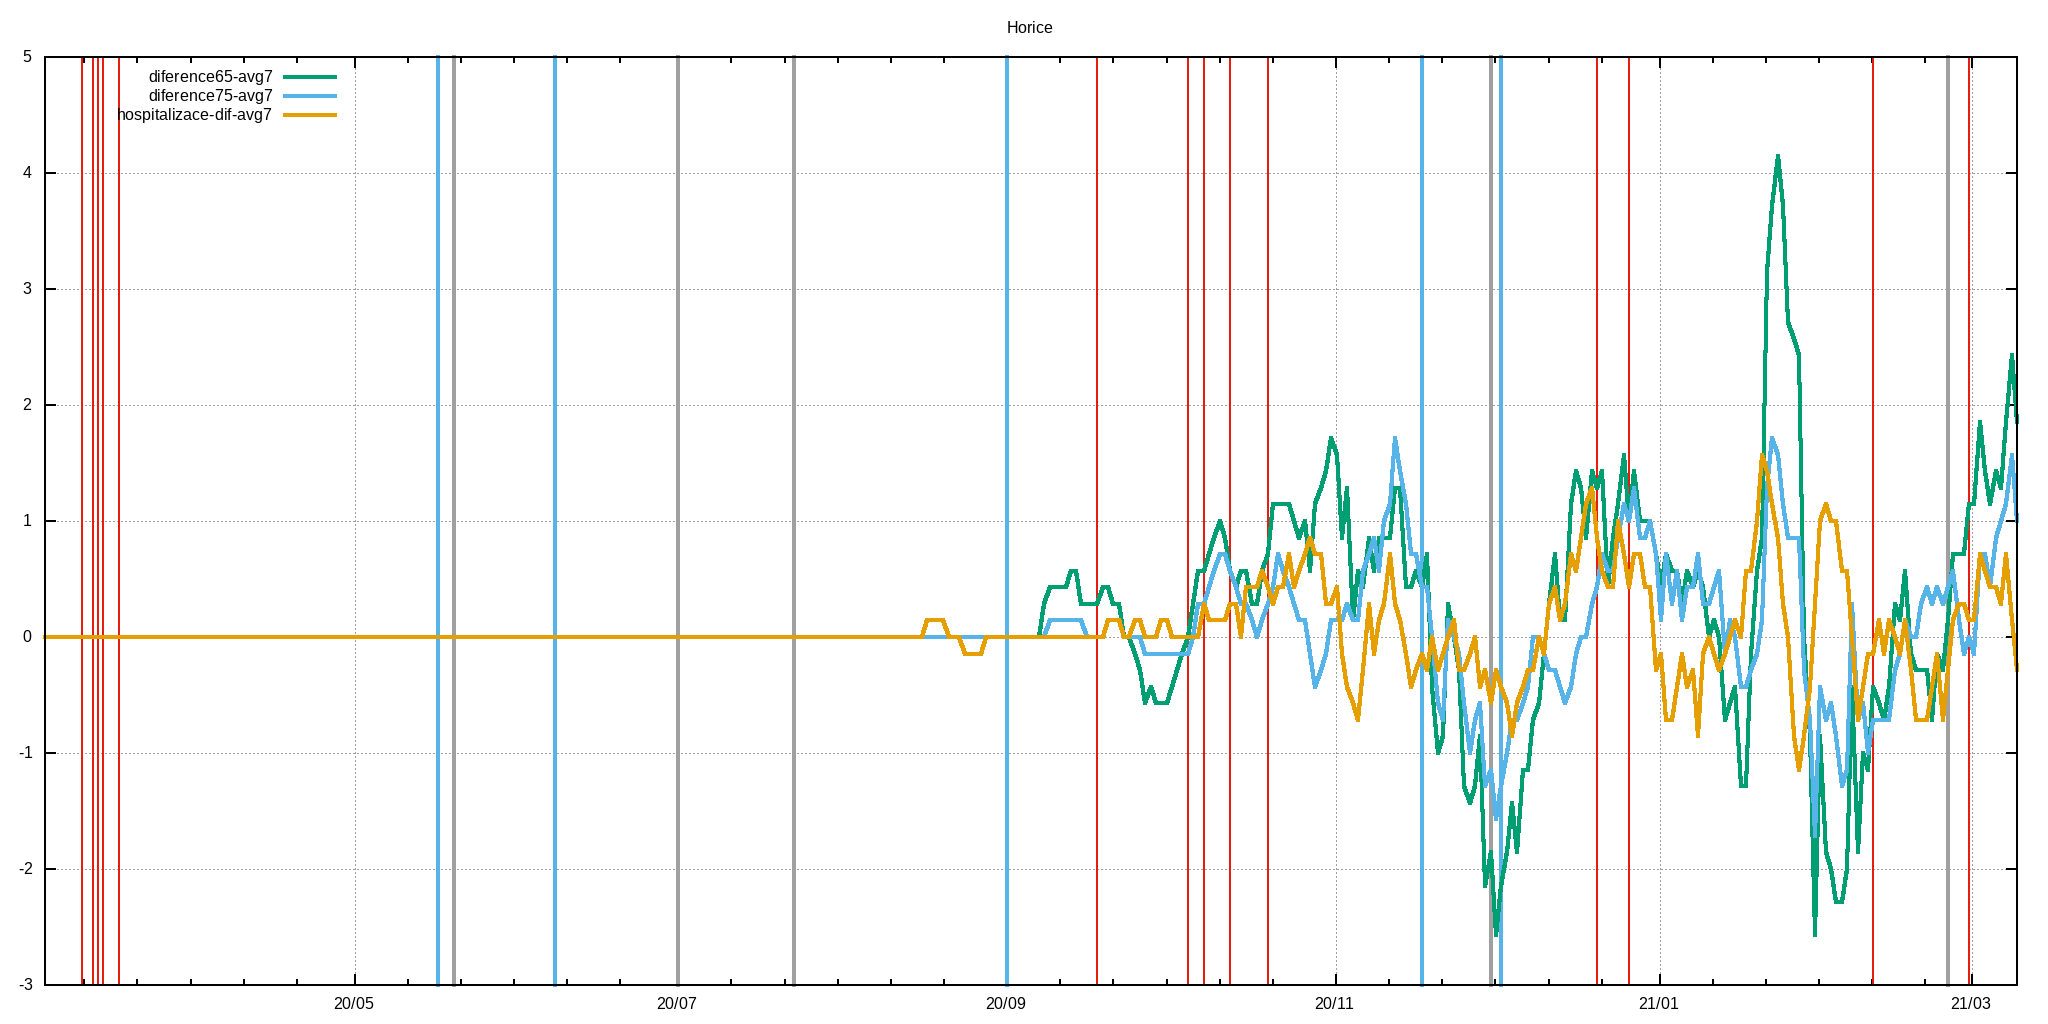 Horice
5
diference65-avg7
diference75-avg7
hospitalizace-dif-avg7
4
3
2
1
0
-1
-2
-3
20/05 20/07 20/09 20/11 21/01 21/03